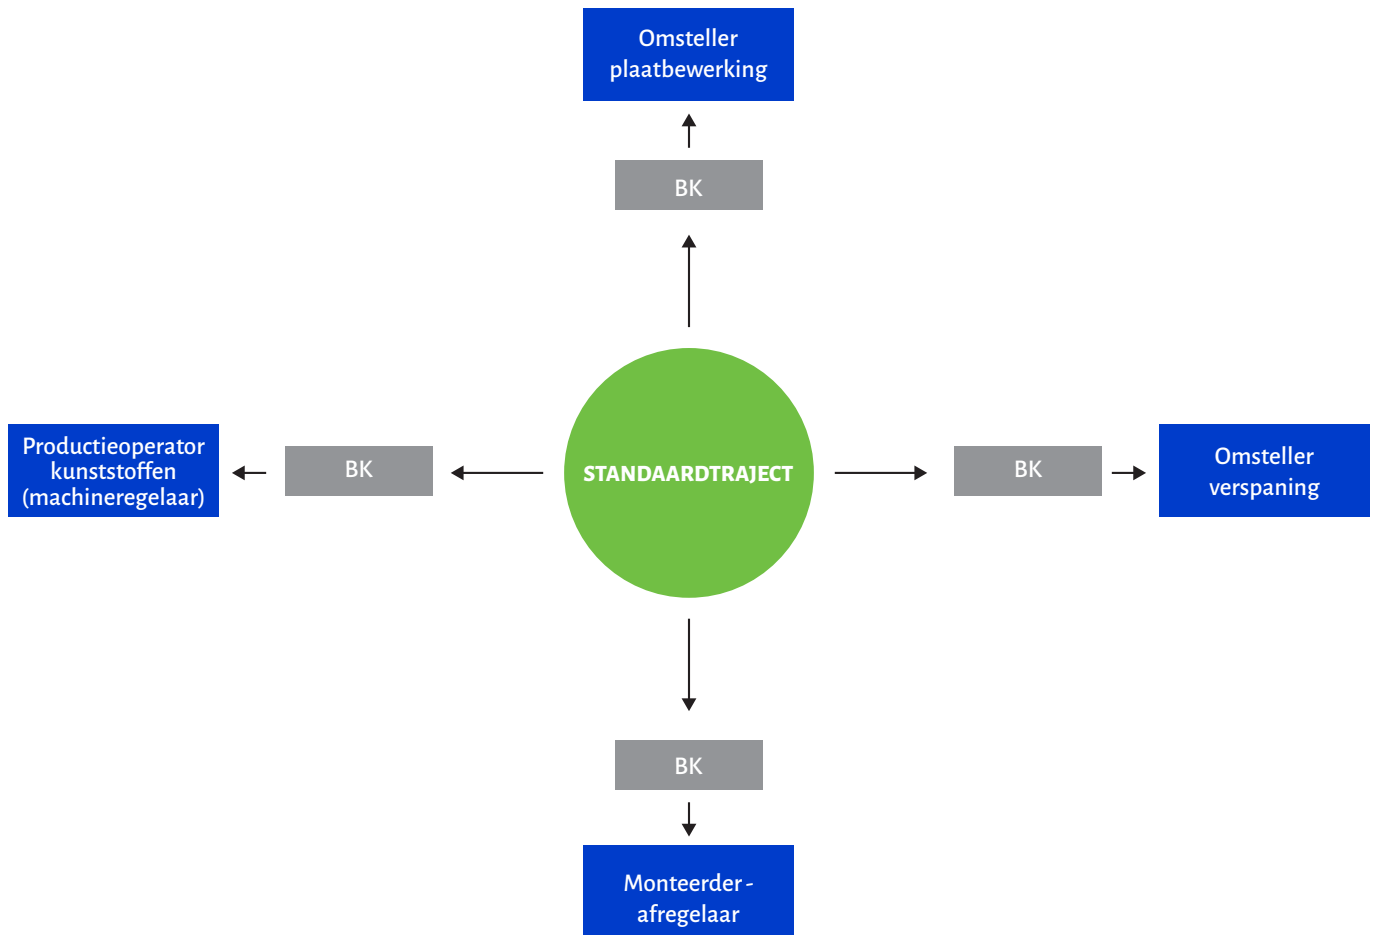 Omsteller
plaatbewerking
BK
Productieoperator
kunststoffen
(machineregelaar)
BK
STANDAARDTRAJECT
BK
Omsteller
verspaning
BK
Monteerder -
afregelaar